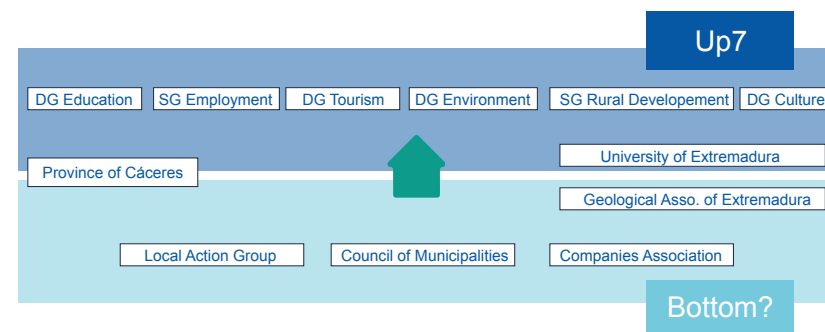 Up7
DG Education SG Employment DG Tourism DG Environment SG Rural Developement DG Culture
University of Extremadura
Province of Cáceres
Geological Asso. of Extremadura
Local Action Group Council of Municipalities Companies Association
Bottom?